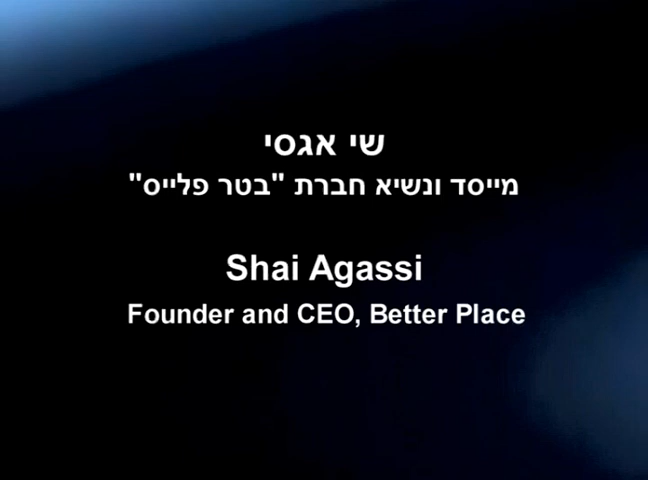 שי אגסי
מייסד ונשיא חברת "בטר פלייס"
Shai Agassi
Founder and CEO, Better Place